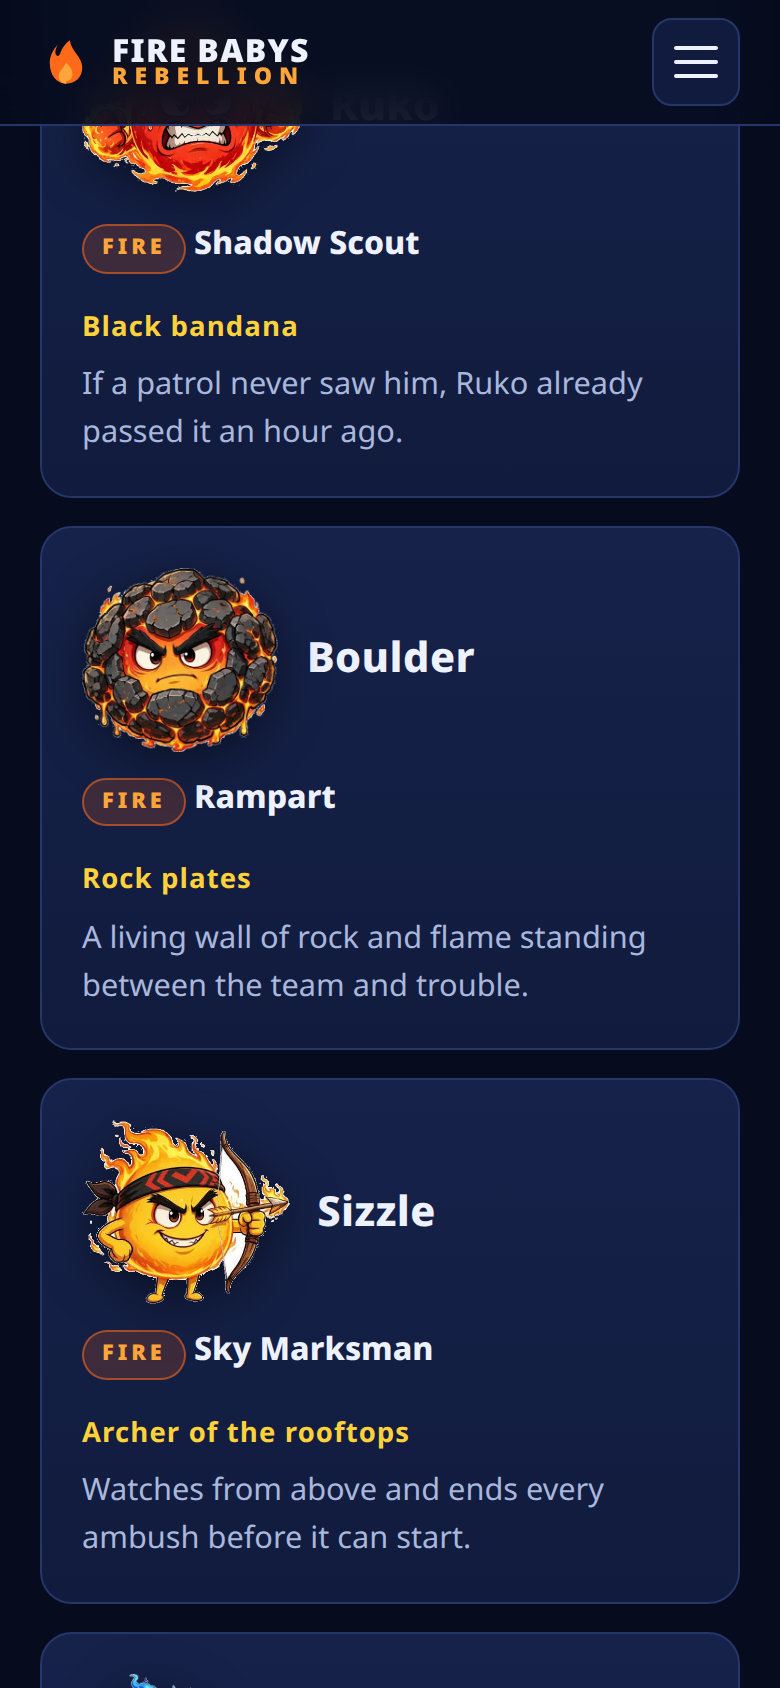 FIRE BABYS
REBELLION
Ruko
FIRE Shadow Scout
Black bandana
If a patrol never saw him, Ruko already
passed it an hour ago.
Boulder
FIRE Rampart
Rock plates
A living wall of rock and flame standing
between the team and trouble.
Sizzle
FIRE Sky Marksman
Archer of the rooftops
Watches from above and ends every
ambush before it can start.